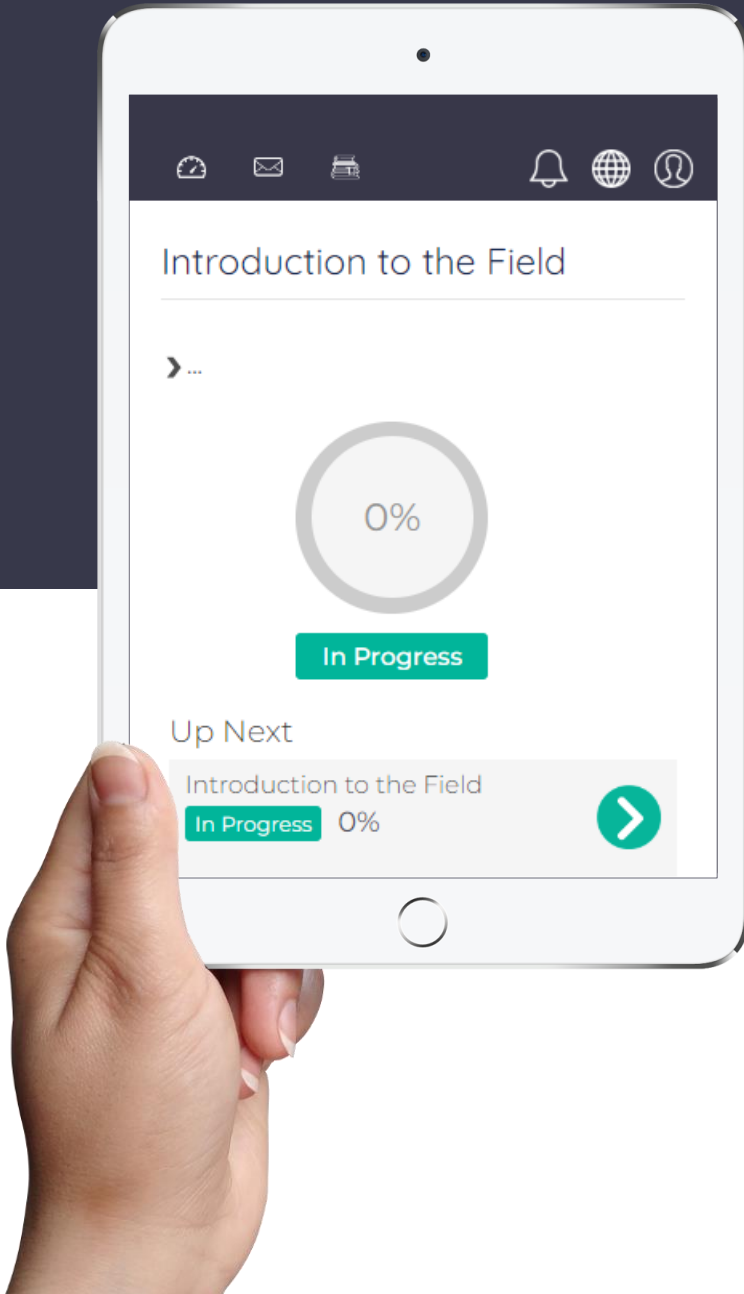 Introduction to the Field
...
0%
In Progress
Up Next
Introduction to the Field
In Progress 0%